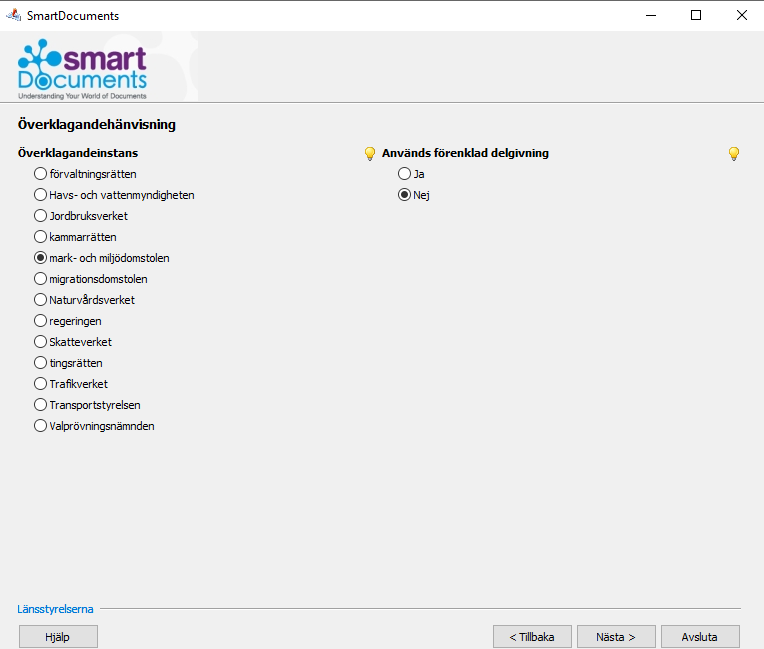 SmartDocuments
smart
Documents
Understanding Your World of Documents
Överklagandehänvisning
Överklagandeinstans
förvaltningsrätten
Havs- och vattenmyndigheten
Jordbruksverket
kammarrätten
mark- och miljödomstolen
migrationsdomstolen
Naturvårdsverket
regeringen
Skatteverket
tingsrätten
Trafikverket
Transportstyrelsen
Valprövningsnämnden
Används förenklad delgivning
Ja
Nej
Länsstyrelserna
Hjälp
< Tillbaka
Nästa >
Avsluta